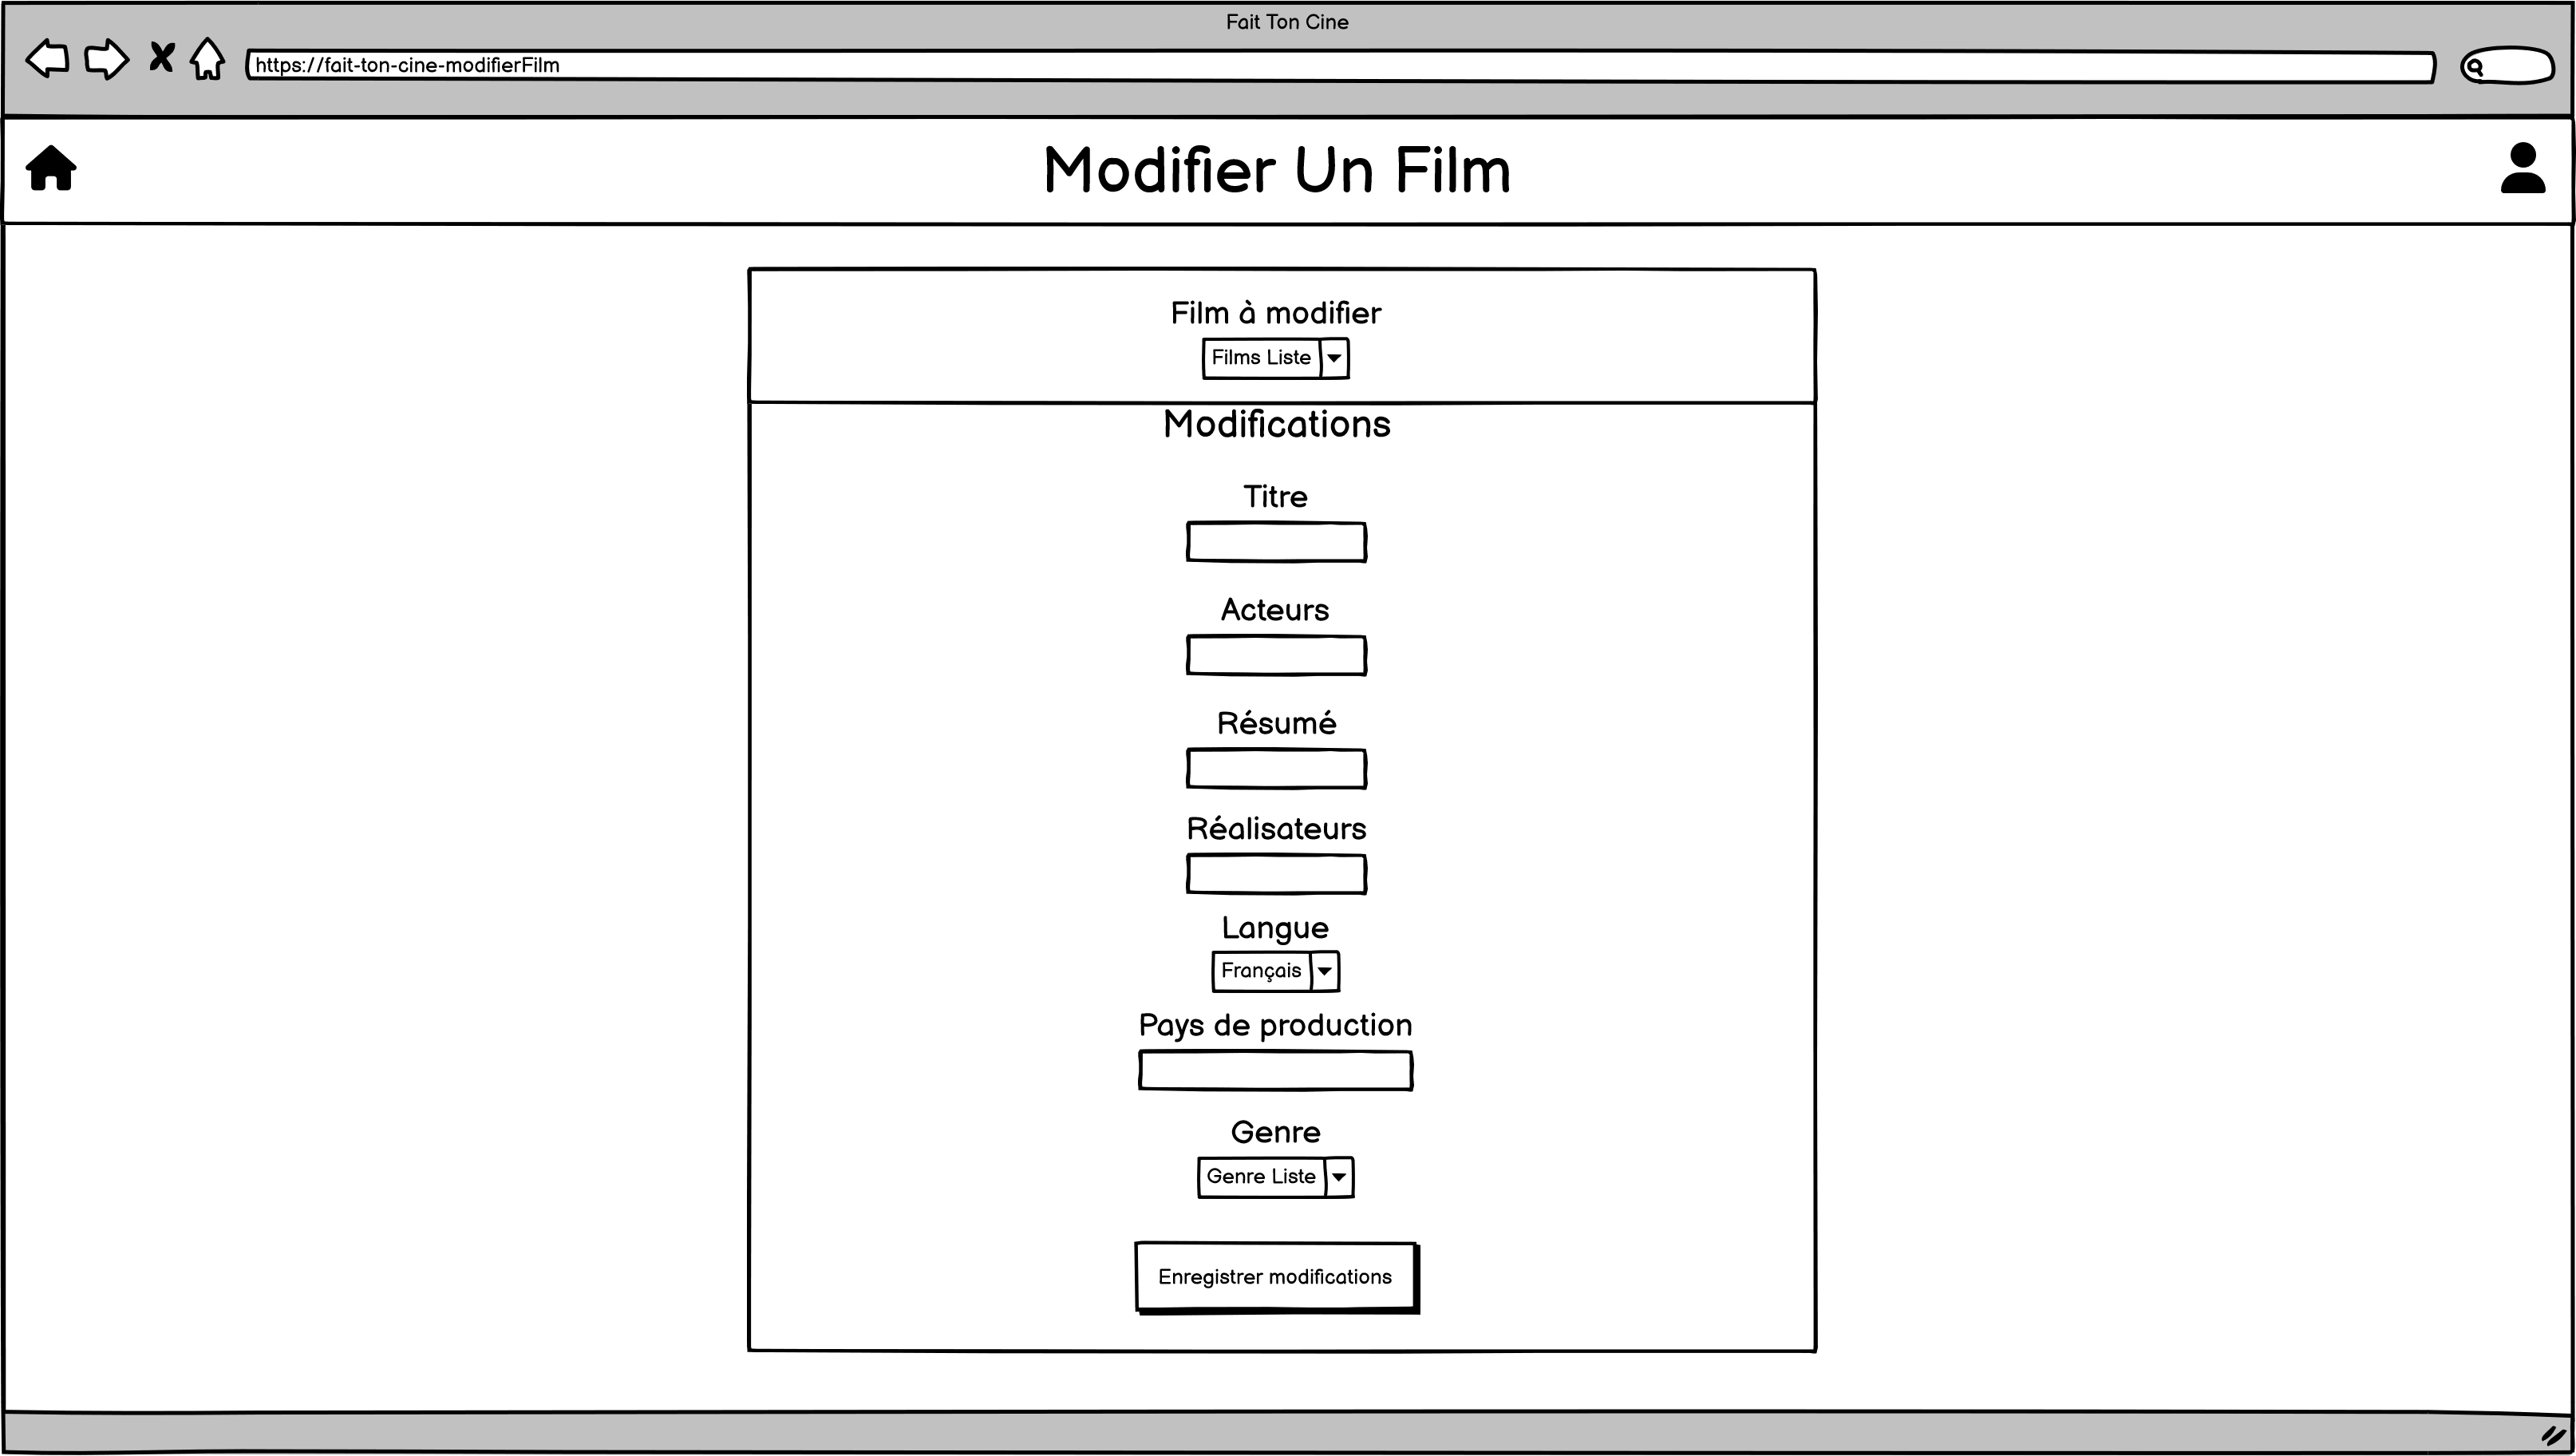 Fait Ton Cine
https://fait-ton-cine-modifierFilm
Modifier Un Film
Film à modifier
Films Liste
Modifications
Titre
Acteurs
Résumé
Réalisateurs
Langue
Français
Pays de production
Genre
Genre Liste
Enregistrer modifications